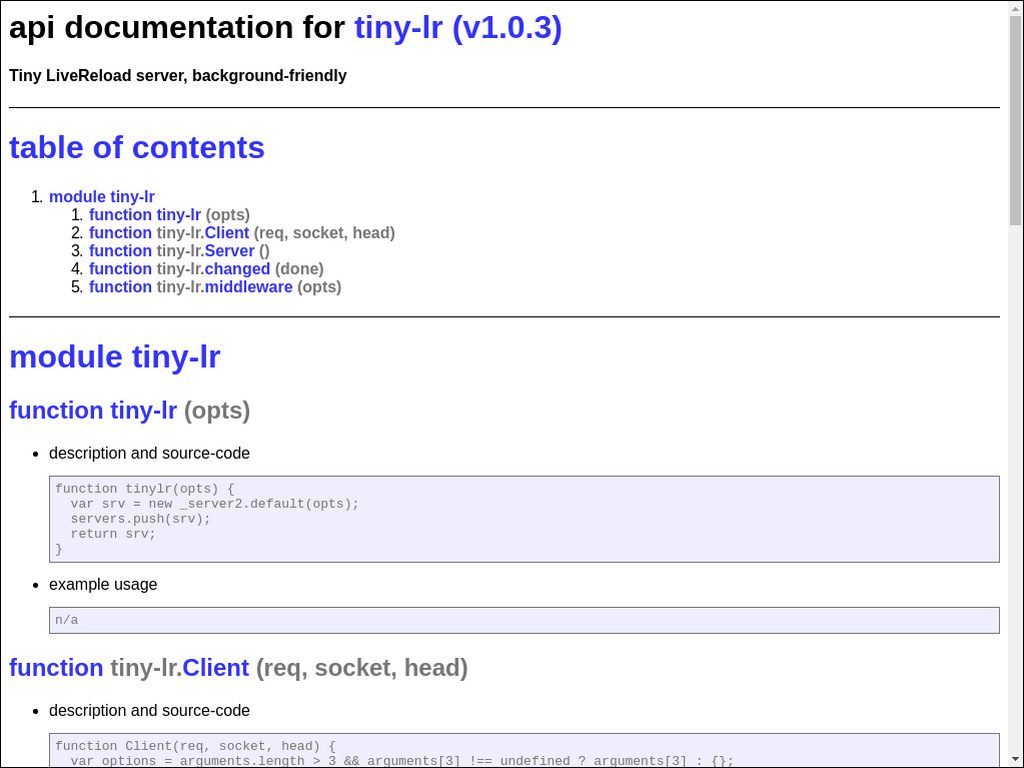 api documentation for tiny-lr (v1.0.3)
Tiny LiveReload server, background-friendly
table of contents
1. module tiny-lr
1. function tiny-lr (opts)
2. function tiny-lr.Client (req, socket, head)
3. function tiny-lr.Server ()
4. function tiny-lr.changed (done)
5. function tiny-lr.middleware (opts)
module tiny-lr
function tiny-lr (opts)
• description and source-code
function tinylr(opts) {
  var srv = new _server2.default(opts);
  servers.push(srv);
  return srv;
}
• example usage
n/a
function tiny-lr.Client (req, socket, head)
• description and source-code
function Client(req, socket, head) {
  var options = arguments.length > 3 && arguments[3] !== undefined ? arguments[3] : {};